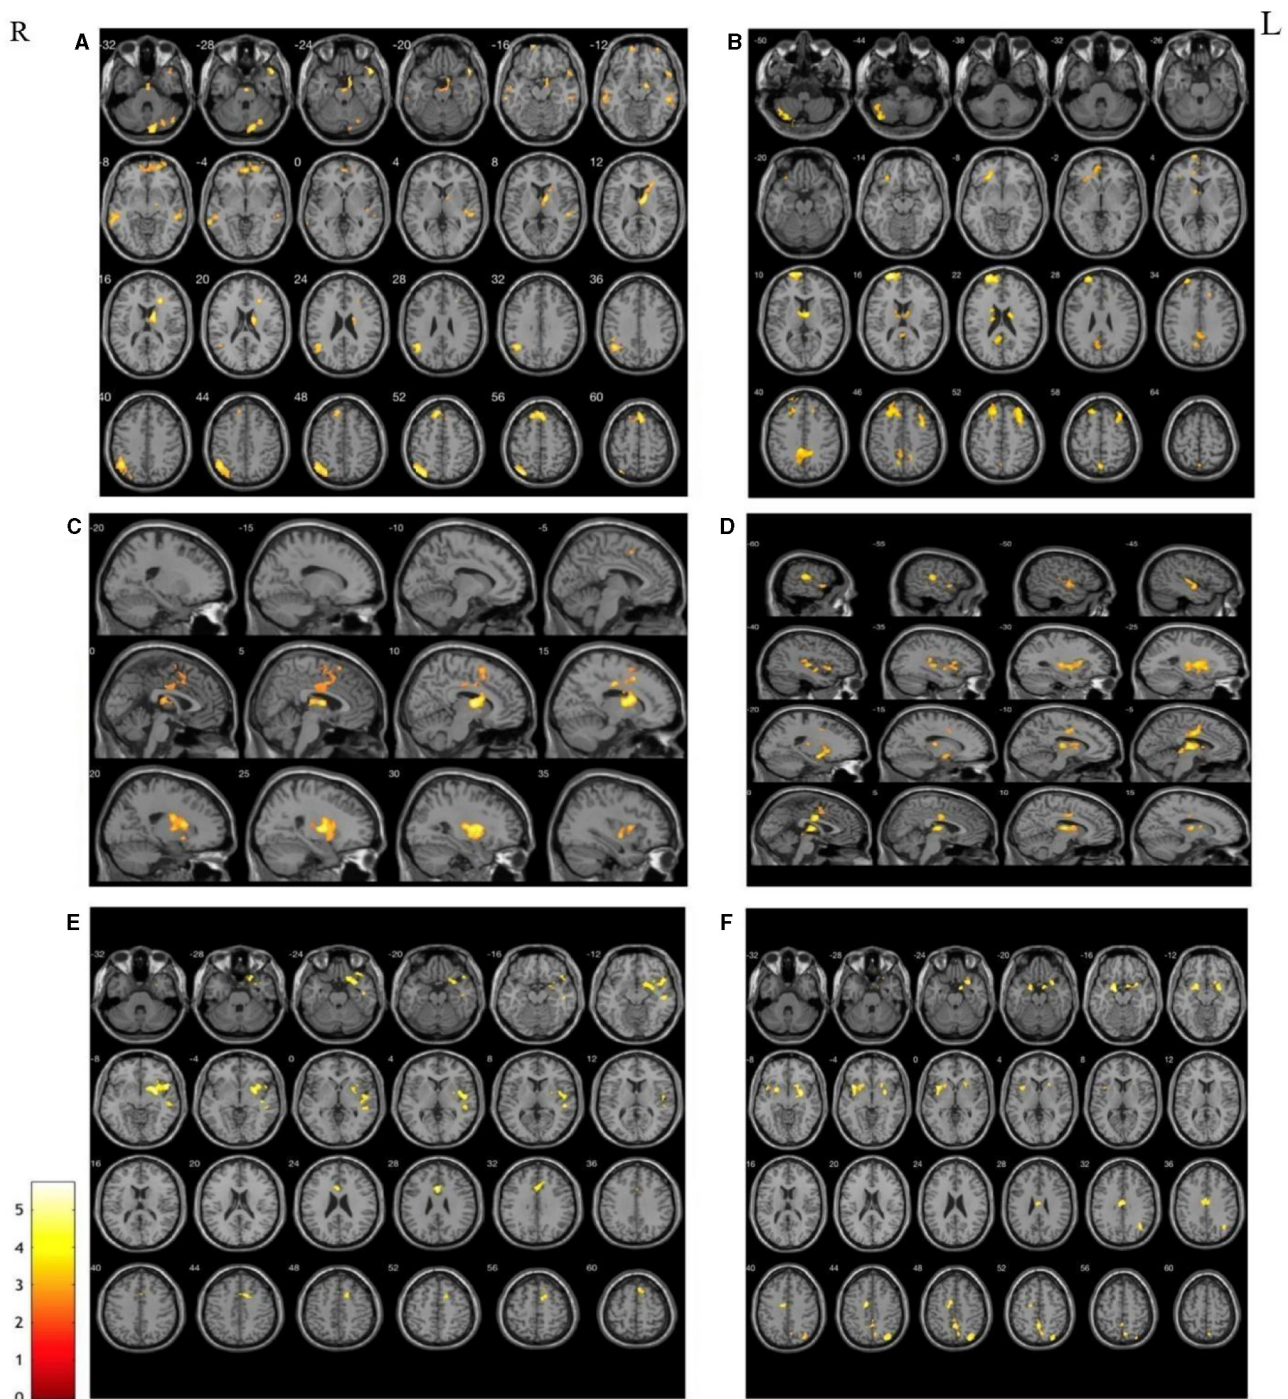 R
L
A
B
-32 -28 -24 -20 -16 -12
-50 -44 -38 -32 -26
-8 -4 0 4 8 12
-20 -14 -8 -2 4
16 20 24 28 32 36
10 16 22 28 34
40 44 48 52 56 60
40 46 52 58 64
C
D
-20 -15 -10 -5
-60 -55 -50 -45
0 5 10 15
-40 -35 -30 -25
20 25 30 35
-20 -15 -10 -5
0 5 10 15
E
F
-32 -28 -24 -20 -16 -12
-32 -28 -24 -20 -16 -12
-8 -4 0 4 8 12
-8 -4 0 4 8 12
16 20 24 28 32 36
16 20 24 28 32 36
40 44 48 52 56 60
40 44 48 52 56 60
5
4
3
2
1
0